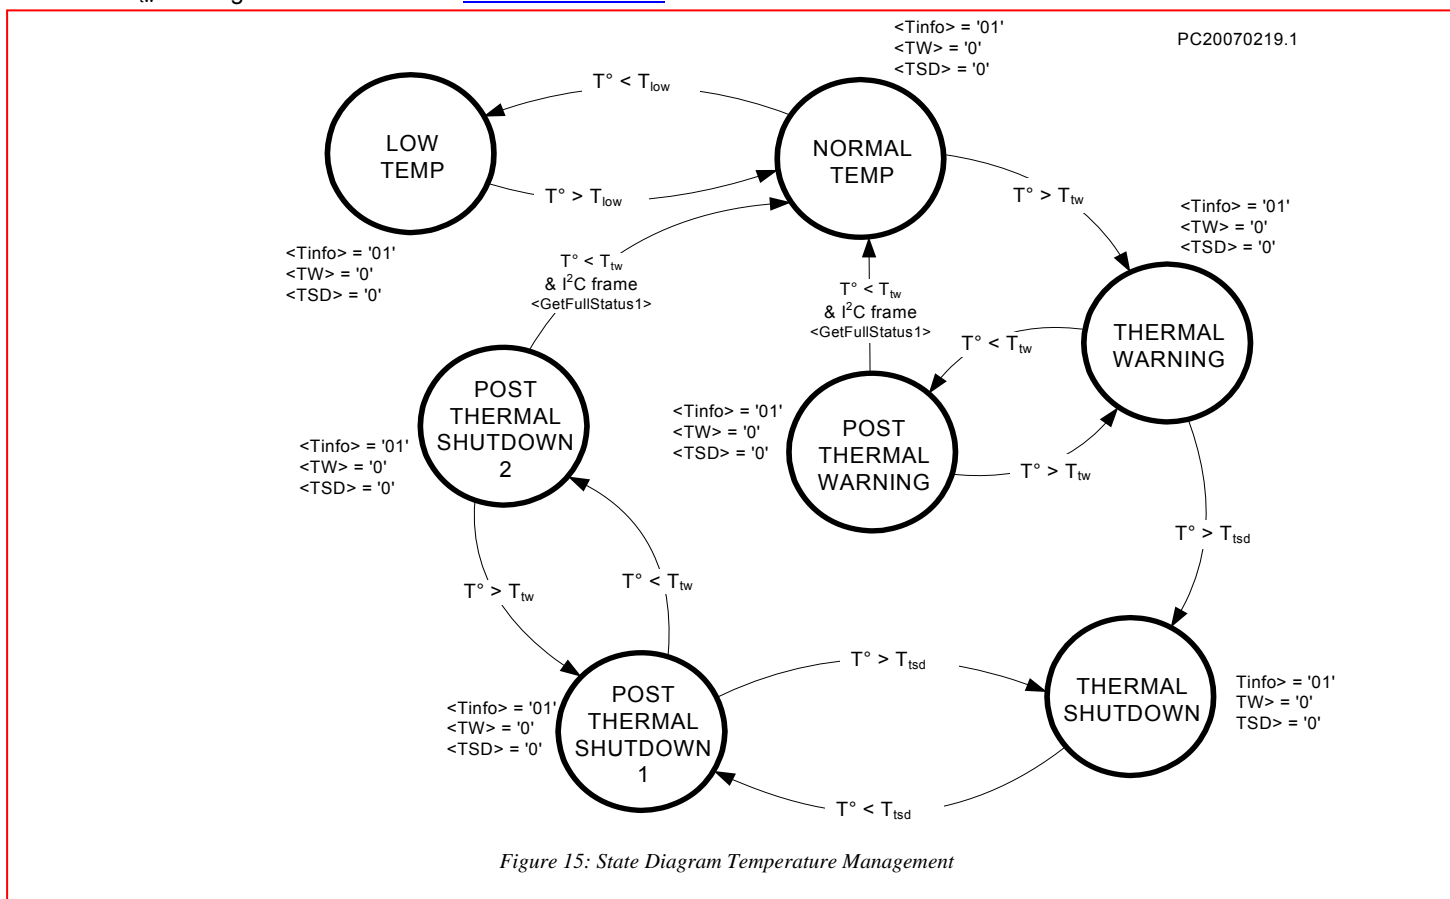 PC20070219.1
<Tinfo> = '01'
<TW> = '0'
<TSD> = '0'
T° < Tlow
LOW
TEMP
NORMAL
TEMP
T° > Tlow
T° > Ttw
<Tinfo> = '01'
<TW> = '0'
<TSD> = '0'
<Tinfo> = '01'
<TW> = '0'
<TSD> = '0'
T° < Ttw
& I²C frame
<GetFullStatus1>
T° < Ttw
& I²C frame
<GetFullStatus1>
THERMAL
WARNING
T° < Ttw
POST
THERMAL
SHUTDOWN
2
<Tinfo> = '01'
<TW> = '0'
<TSD> = '0'
<Tinfo> = '01'
<TW> = '0'
<TSD> = '0'
POST
THERMAL
WARNING
T° > Ttw
T° > Ttsd
T° > Ttw
T° < Ttw
T° > Ttsd
<Tinfo> = '01'
<TW> = '0'
<TSD> = '0'
POST
THERMAL
SHUTDOWN
1
THERMAL
SHUTDOWN
Tinfo> = '01'
TW> = '0'
TSD> = '0'
T° < Ttsd
Figure 15: State Diagram Temperature Management